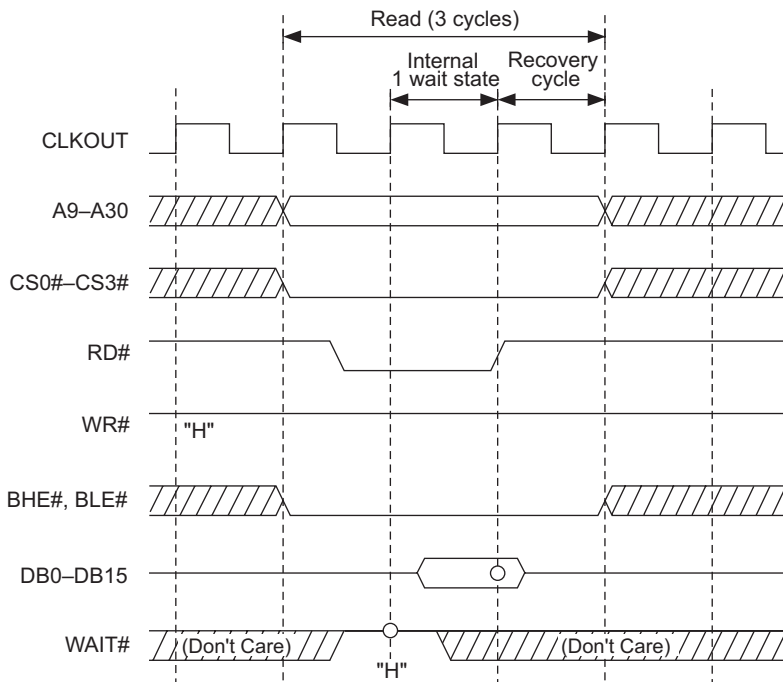 Read (3 cycles)
Internal
1 wait state
Recovery
cycle
CLKOUT
A9–A30
CS0#–CS3#
RD#
WR#
"H"
BHE#, BLE#
DB0–DB15
WAIT#
(Don't Care)
(Don't Care)
"H"